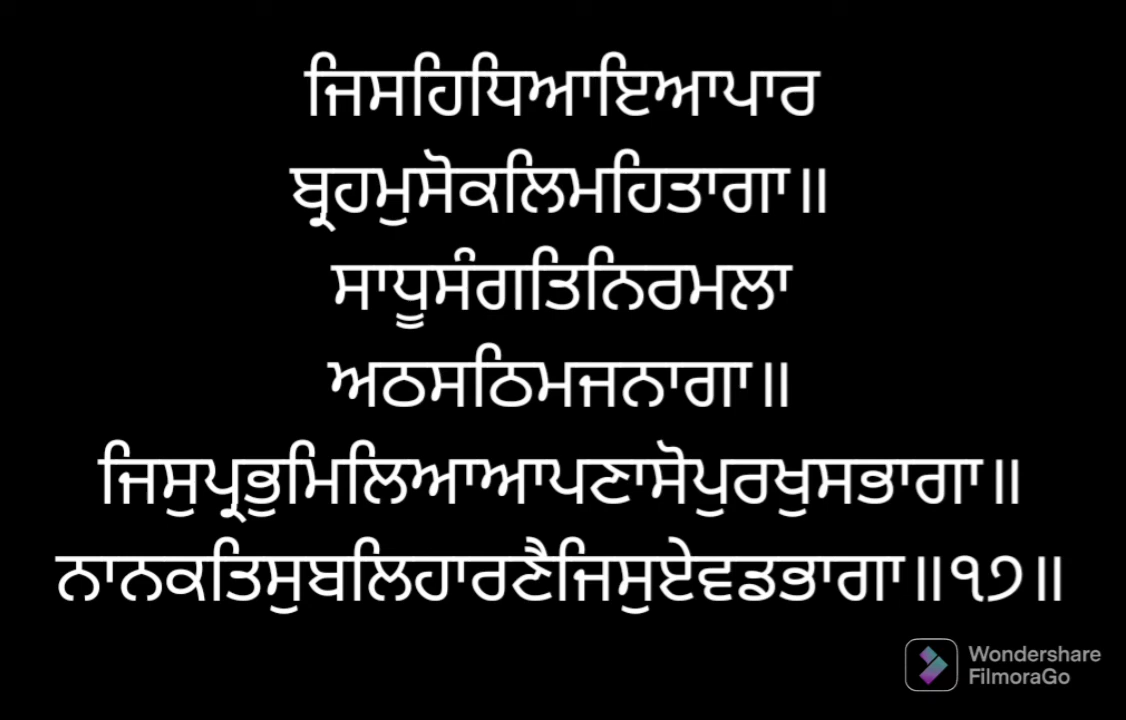 ਜਿਸਹਿਧਿਆਇਆਪਾਰ
ਬ੍ਰਹਮੁਸੋਕਲਿਮਹਿਤਾਗਾ॥
ਸਾਧੂਸੰਗਤਿਨਿਰਮਲਾ
ਅਠਸਠਿਮਜਨਾਗਾ॥
ਜਿਸੁਪ੍ਰਭੁਮਿਲਿਆਆਪਣਾਸੋਪੁਰਖੁਸਭਾਗਾ॥
ਨਾਨਕਤਿਸੁਬਲਿਹਾਰਣੈਜਿਸੁਏਵਡਭਾਗਾ॥੧੭॥
Wondershare
FilmoraGo